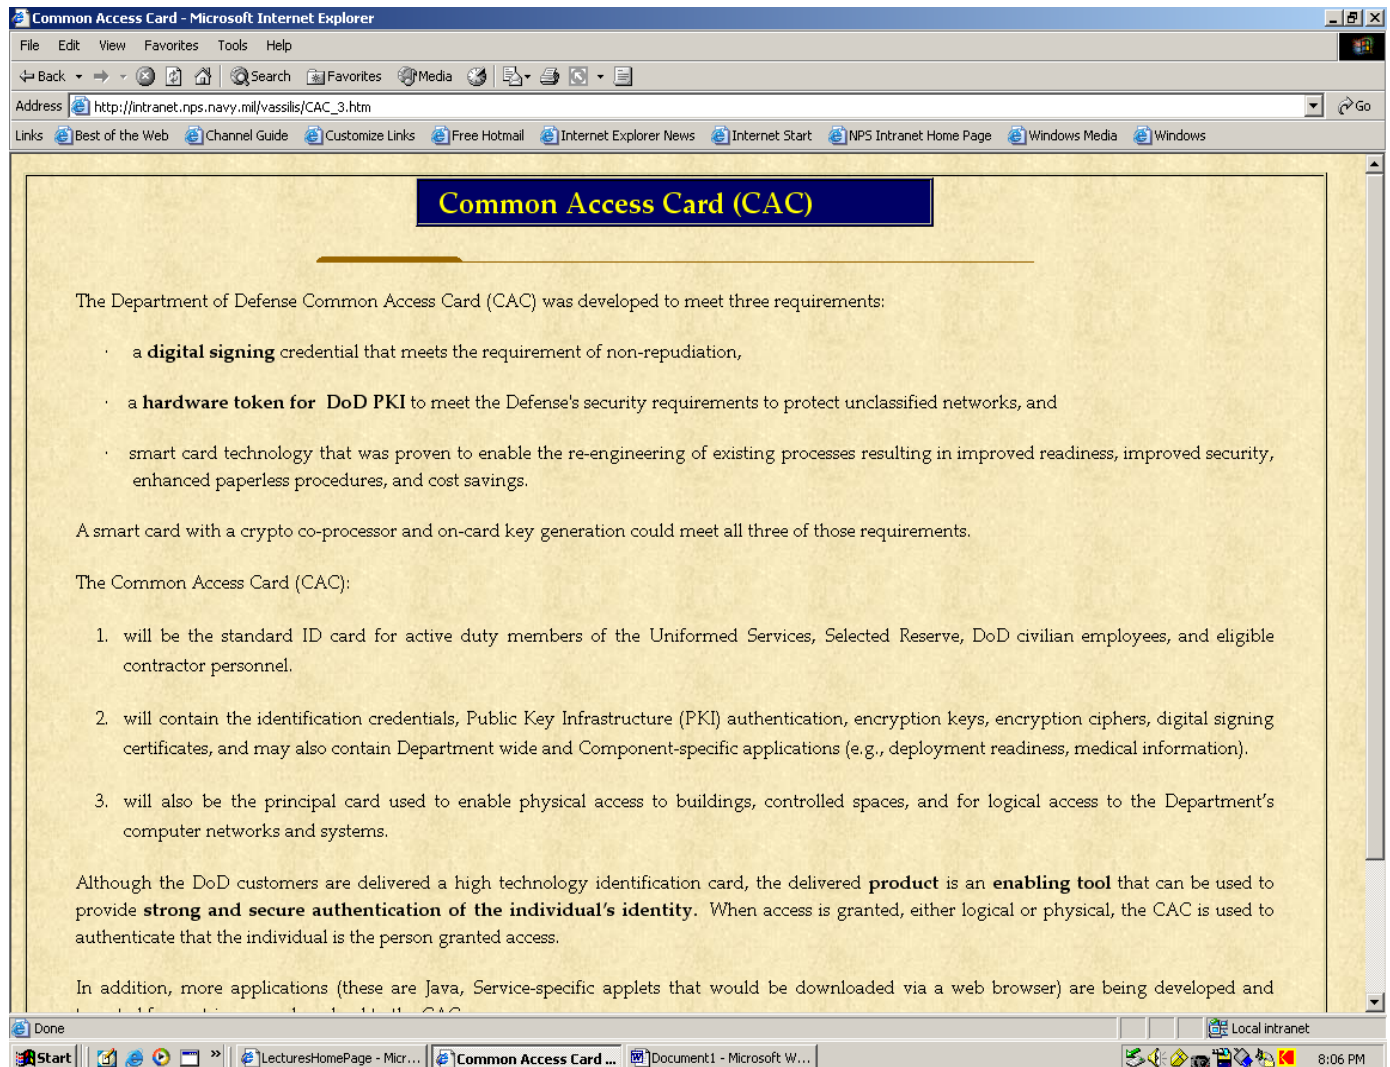 Common Access Card - Microsoft Internet Explorer
File Edit View Favorites Tools Help
Back Search Favorites Media
Address http://intranet.nps.navy.mil/vassilis/CAC_3.htm Go
Links Best of the Web Channel Guide Customize Links Free Hotmail Internet Explorer News Internet Start NPS Intranet Home Page Windows Media Windows
Common Access Card (CAC)
The Department of Defense Common Access Card (CAC) was developed to meet three requirements:
· a digital signing credential that meets the requirement of non-repudiation,
· a hardware token for DoD PKI to meet the Defense's security requirements to protect unclassified networks, and
· smart card technology that was proven to enable the re-engineering of existing processes resulting in improved readiness, improved security,
enhanced paperless procedures, and cost savings.
A smart card with a crypto co-processor and on-card key generation could meet all three of those requirements.
The Common Access Card (CAC):
1. will be the standard ID card for active duty members of the Uniformed Services, Selected Reserve, DoD civilian employees, and eligible
contractor personnel.
2. will contain the identification credentials, Public Key Infrastructure (PKI) authentication, encryption keys, encryption ciphers, digital signing
certificates, and may also contain Department wide and Component-specific applications (e.g., deployment readiness, medical information).
3. will also be the principal card used to enable physical access to buildings, controlled spaces, and for logical access to the Department's
computer networks and systems.
Although the DoD customers are delivered a high technology identification card, the delivered product is an enabling tool that can be used to
provide strong and secure authentication of the individual's identity. When access is granted, either logical or physical, the CAC is used to
authenticate that the individual is the person granted access.
In addition, more applications (these are Java, Service-specific applets that would be downloaded via a web browser) are being developed and
Done Local intranet
Start » LecturesHomePage - Micr... Common Access Card ... Document1 - Microsoft W... 8:06 PM